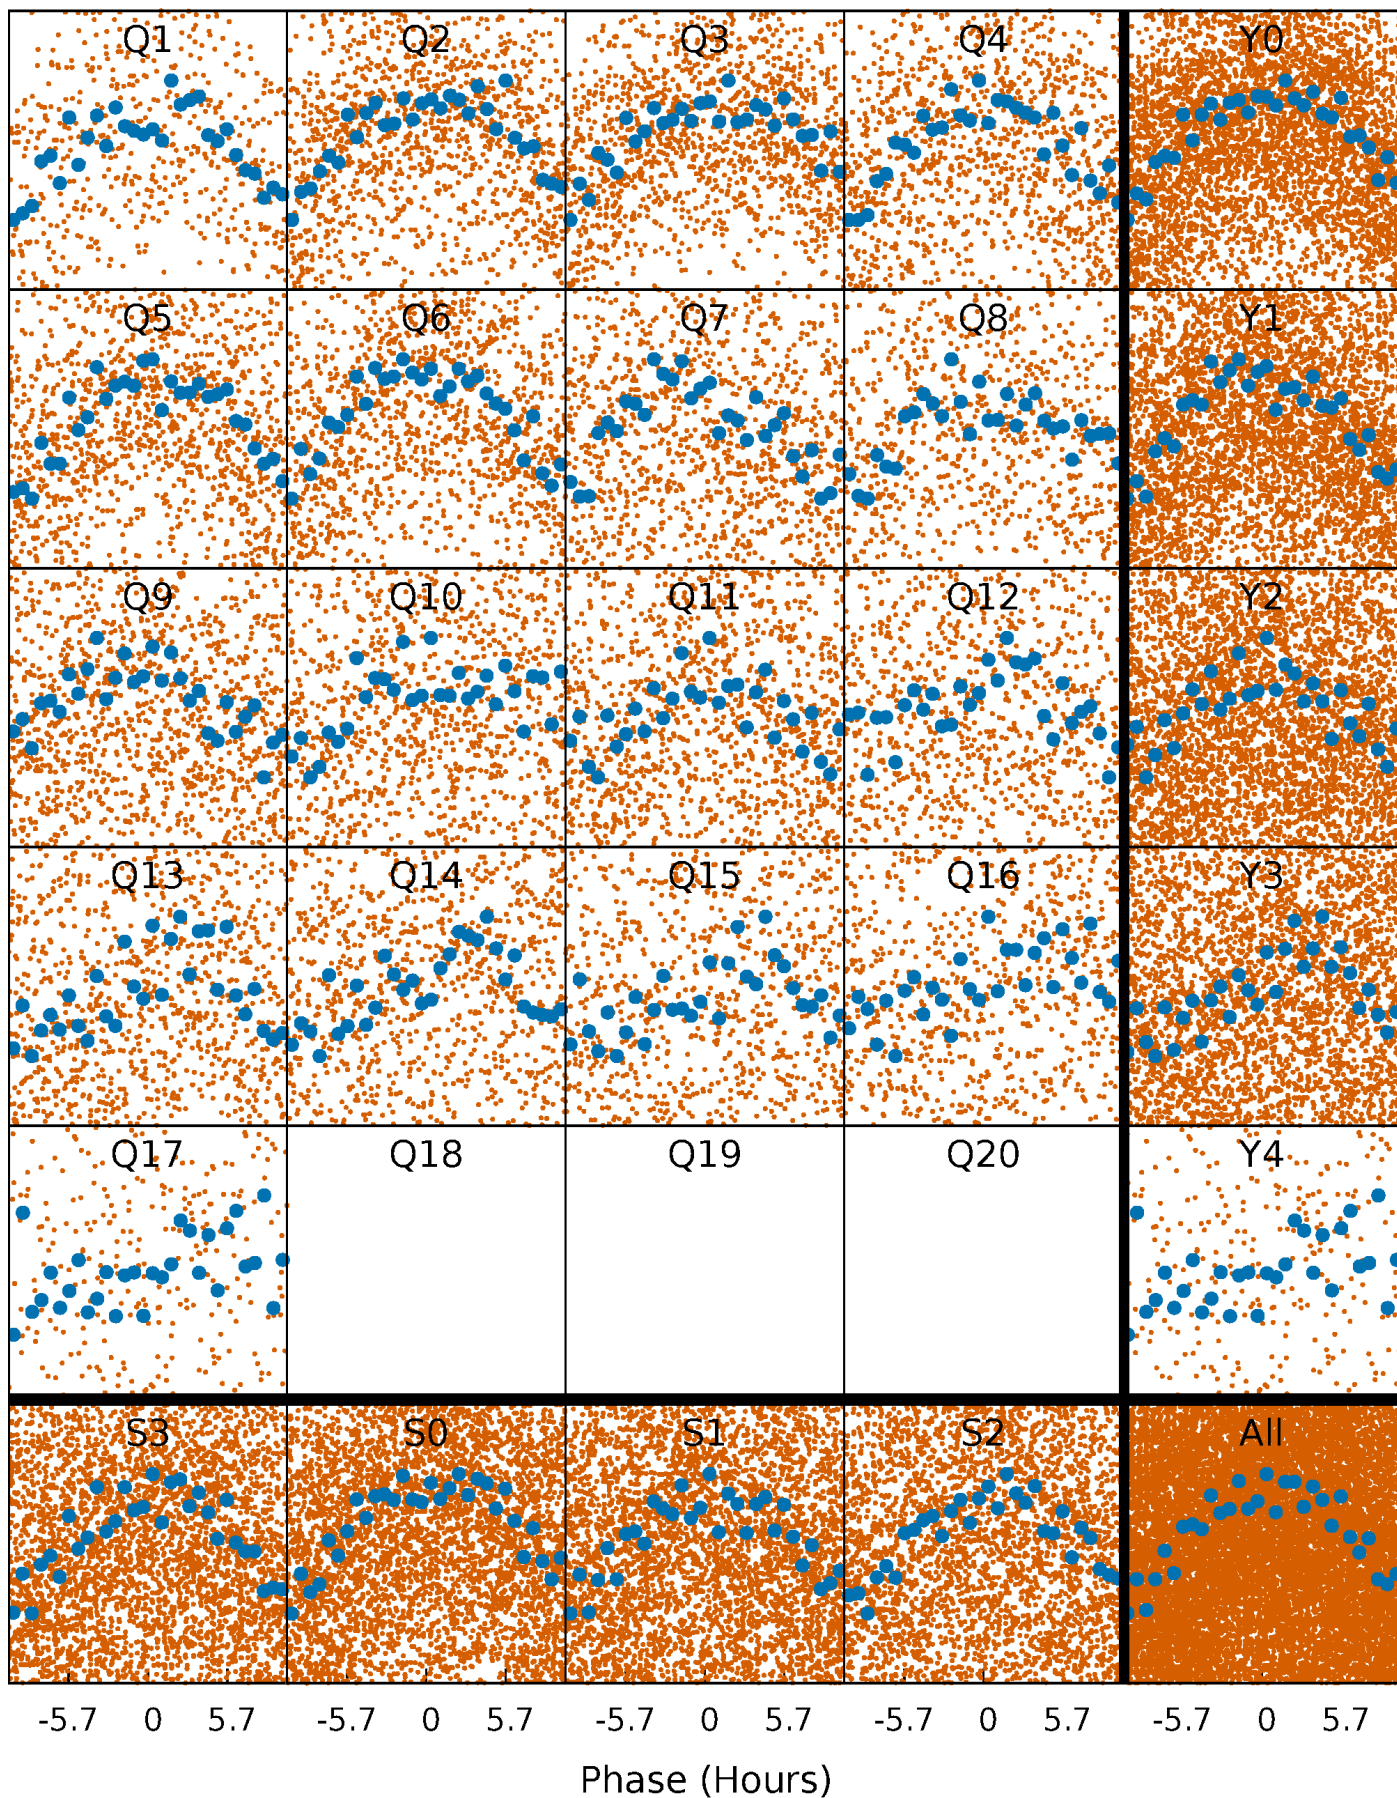 Q1 Q2 Q3 Q4 Y0
Q5 Q6 Q7 Q8 Y1
Q9 Q10 Q11 Q12 Y2
Q13 Q14 Q15 Q16 Y3
Q17 Q18 Q19 Q20 Y4
S3 S0 S1 S2 All
-5.7 0 5.7 -5.7 0 5.7 -5.7 0 5.7 -5.7 0 5.7 -5.7 0 5.7
Phase (Hours)